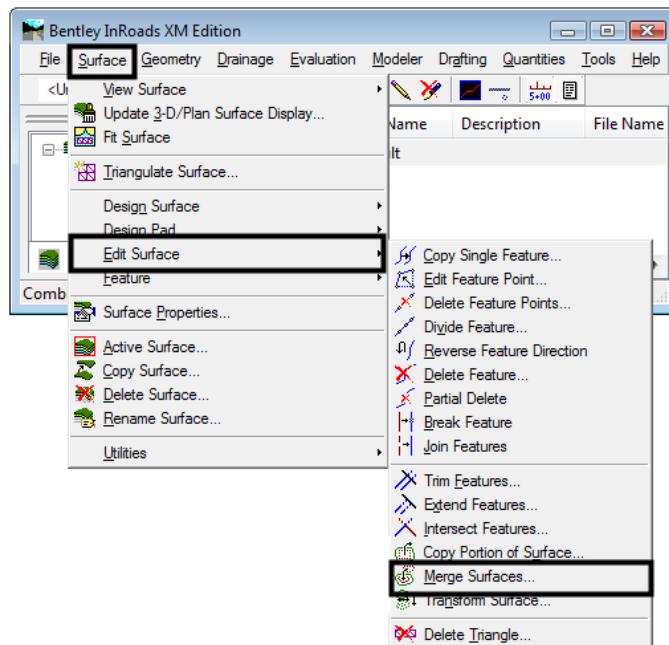 Bentley InRoads XM Edition
File Surface Geometry Drainage Evaluation Modeler Drafting Quantities Tools Help
<Ur
View Surface
Update 3-D/Plan Surface Display...
Fit Surface
Triangulate Surface...
Design Surface
Design Pad
Edit Surface
Feature
Surface Properties...
Active Surface...
Copy Surface...
Delete Surface...
Rename Surface...
Utilities
5+00
Name Description File Name
lt
Comb
Copy Single Feature...
Edit Feature Point...
Delete Feature Points...
Divide Feature...
Reverse Feature Direction
Delete Feature...
Partial Delete
Break Feature
Join Features
Trim Features...
Extend Features...
Intersect Features...
Copy Portion of Surface...
Merge Surfaces...
Transform Surface...
Delete Triangle...